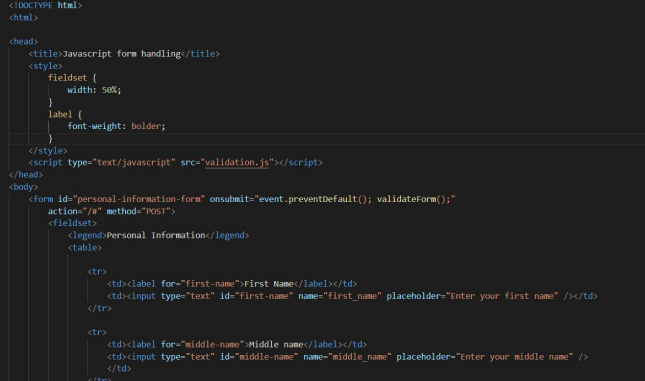 <!DOCTYPE html>
<html>
<head>
<title>Javascript form handling</title>
<style>
fieldset {
width: 50%;
}
label {
font-weight: bolder;
}
</style>
<script type="text/javascript" src="validation.js"></script>
</head>
<body>
<form id="personal-information-form" onsubmit="event.preventDefault(); validateForm();"
action="/#" method="POST">
<fieldset>
<legend>Personal Information</legend>
<table>
<tr>
<td><label for="first-name">First Name</label></td>
<td><input type="text" id="first-name" name="first_name" placeholder="Enter your first name" /></td>
</tr>
<tr>
<td><label for="middle-name">Middle name</label></td>
<td><input type="text" id="middle-name" name="middle_name" placeholder="Enter your middle name" />
</td>
</tr>